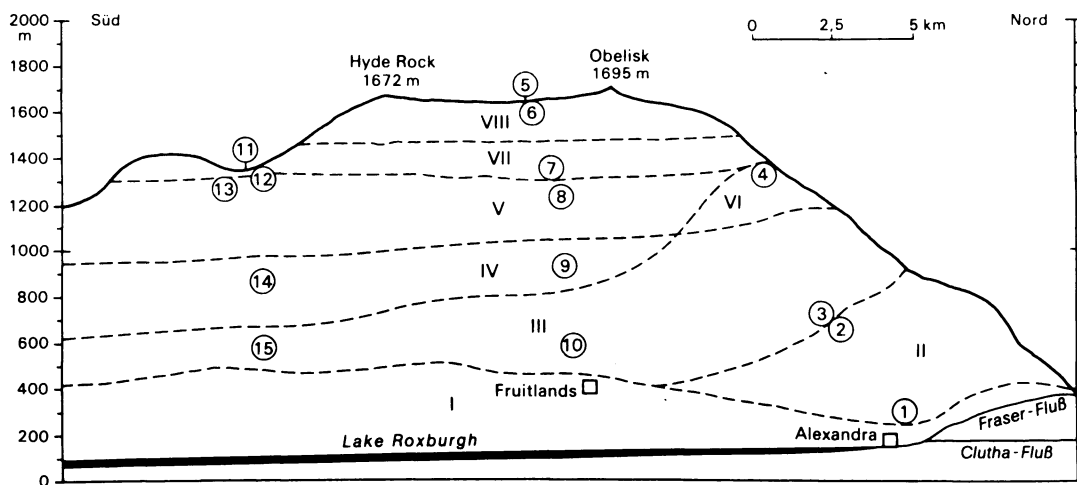 2000
m
Süd
0 2,5 5 km
Nord
1800
Hyde Rock
1672 m
Obelisk
1695 m
5
6
1600
VIII
11
1400
VII
7
13
12
8
4
1200
V
VI
1000
IV
9
14
800
3
2
600
III
15
10
II
400
Fruitlands
I
1
Fraser-Fluß
200
Lake Roxburgh
Alexandra
Clutha-Fluß
0